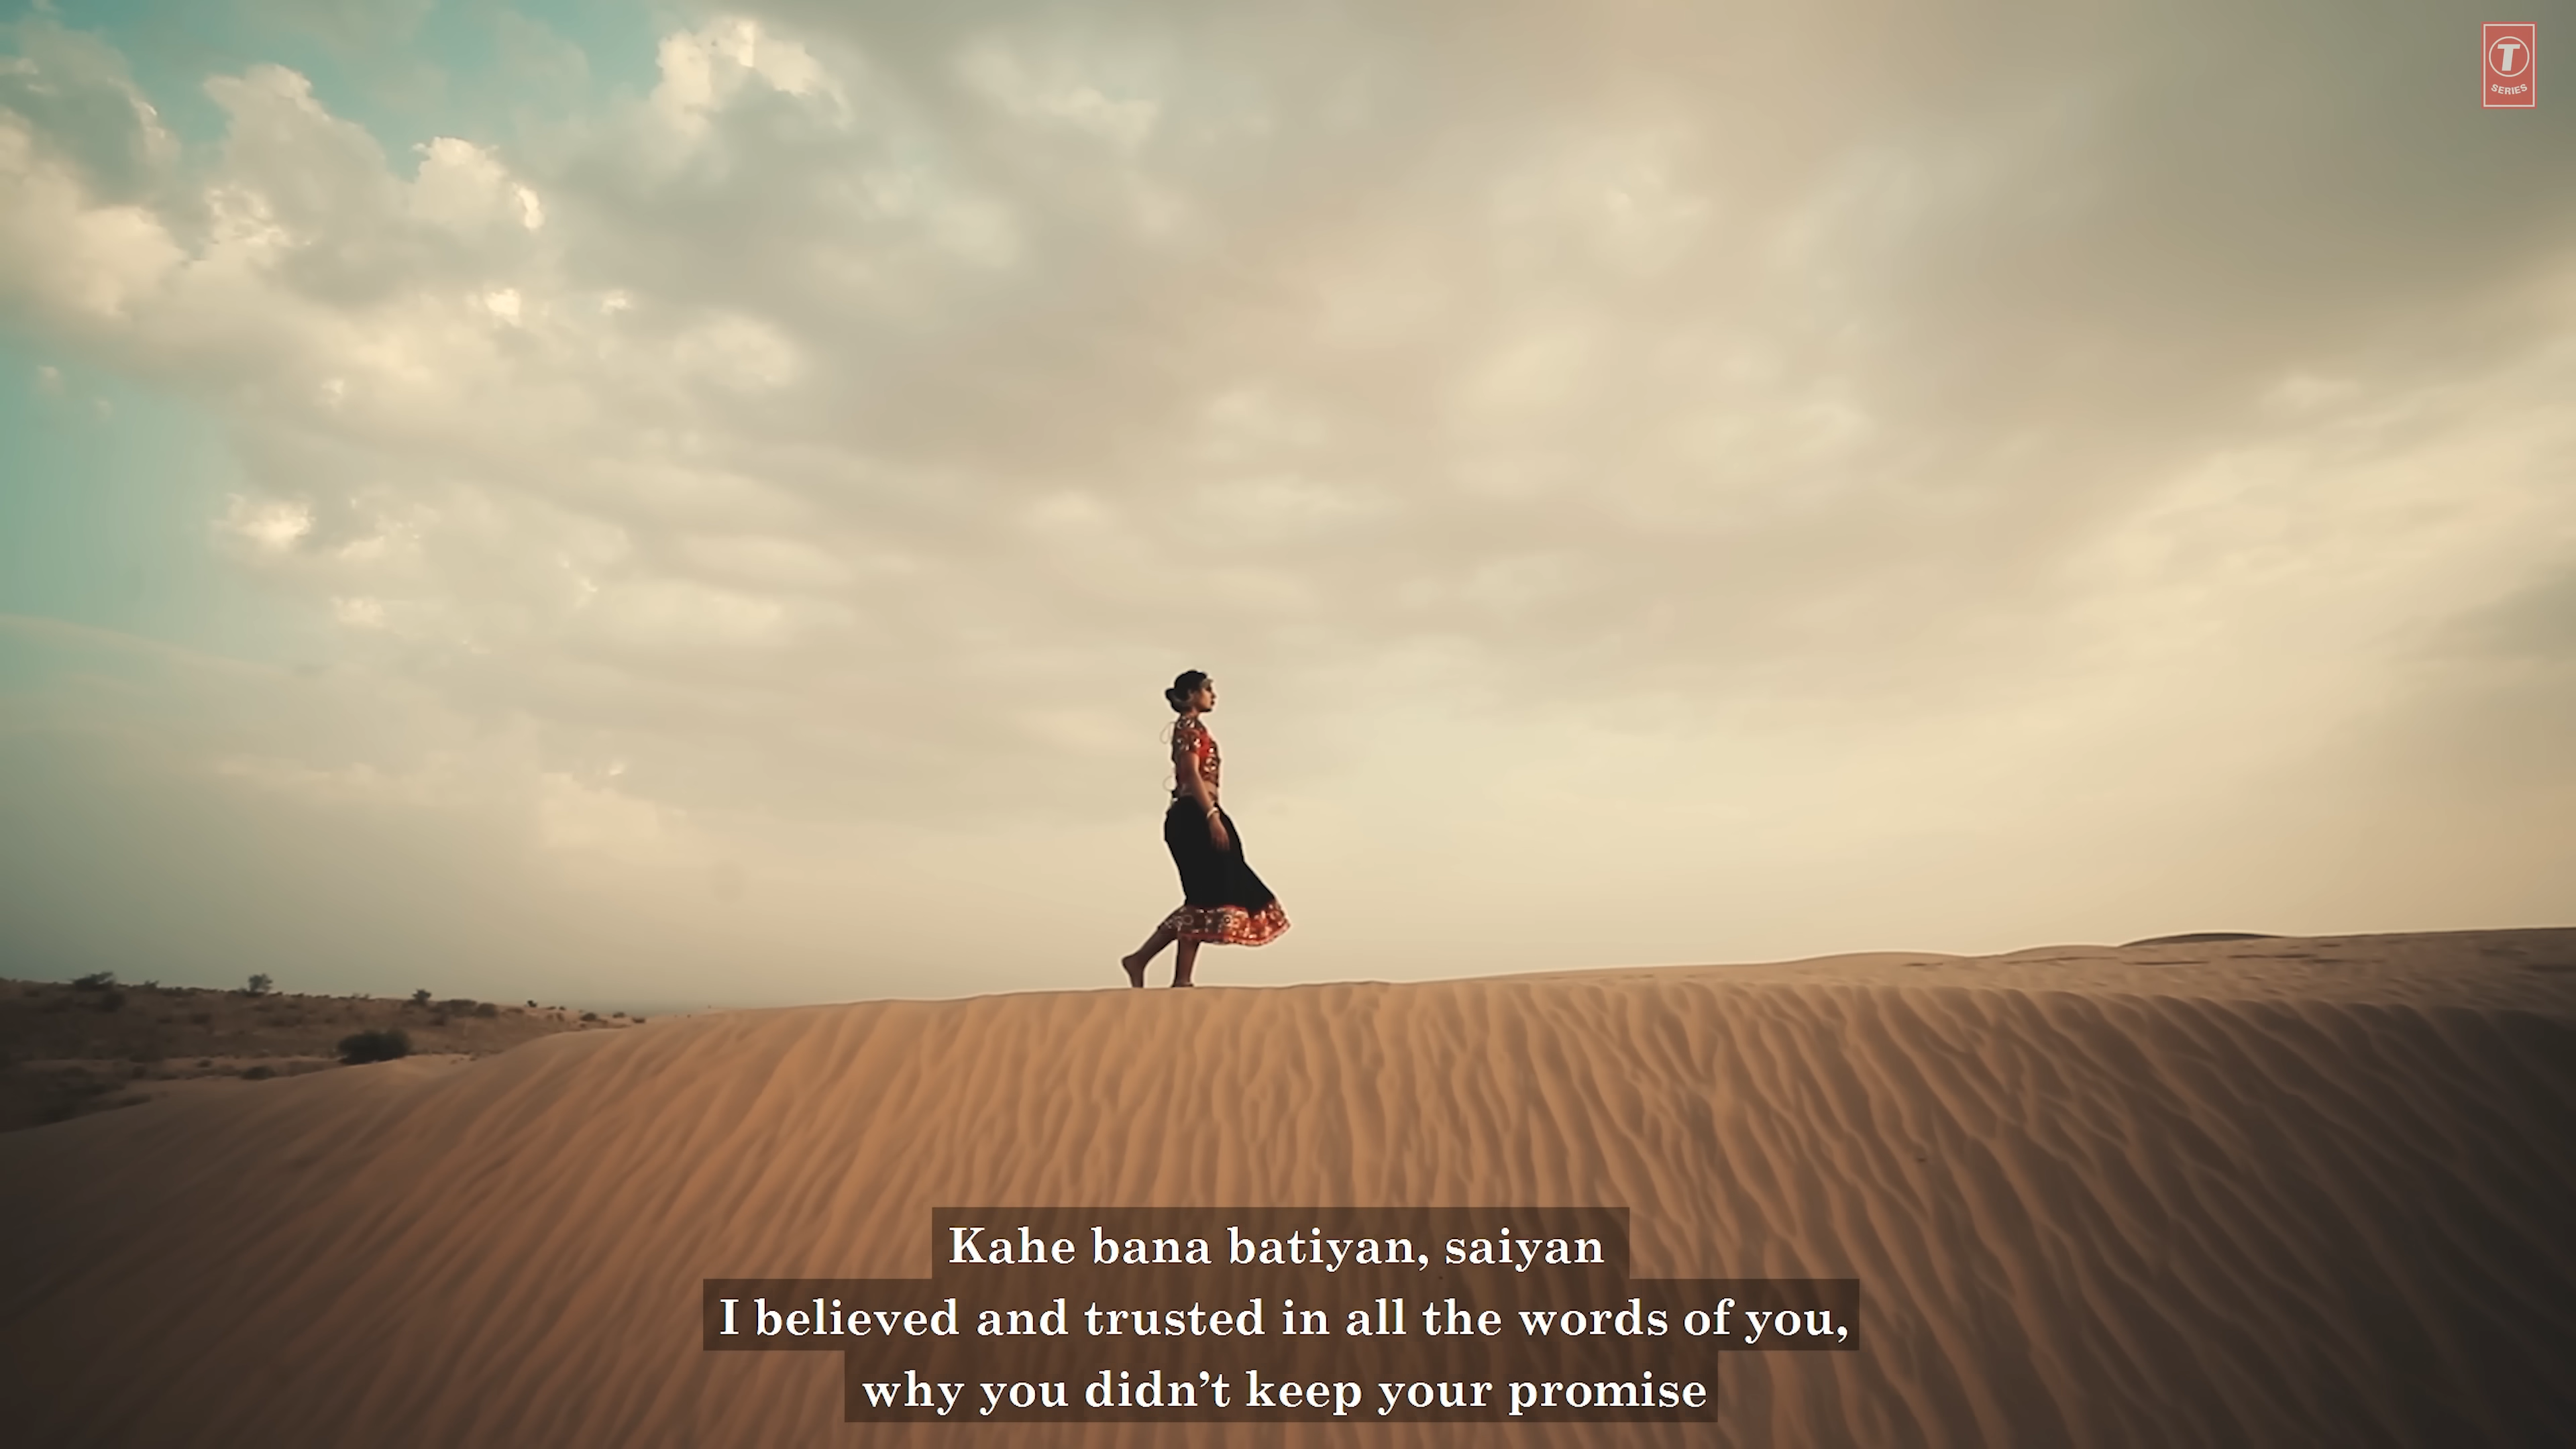 T
SERIES
Kahe bana batiyan, saiyan
I believed and trusted in all the words of you,
why you didn’t keep your promise